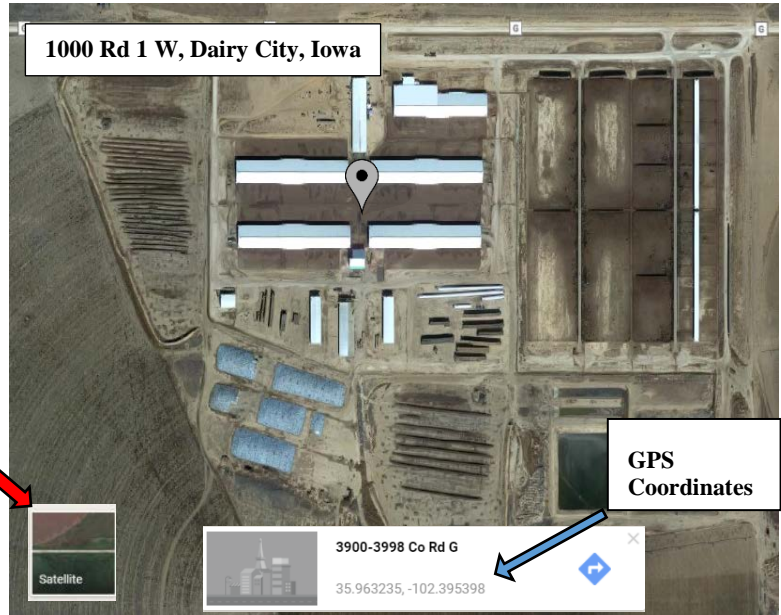 G
G
G
1000 Rd 1 W, Dairy City, Iowa
GPS
Coordinates
3900-3998 Co Rd G
35.963235, -102.395398
Satellite